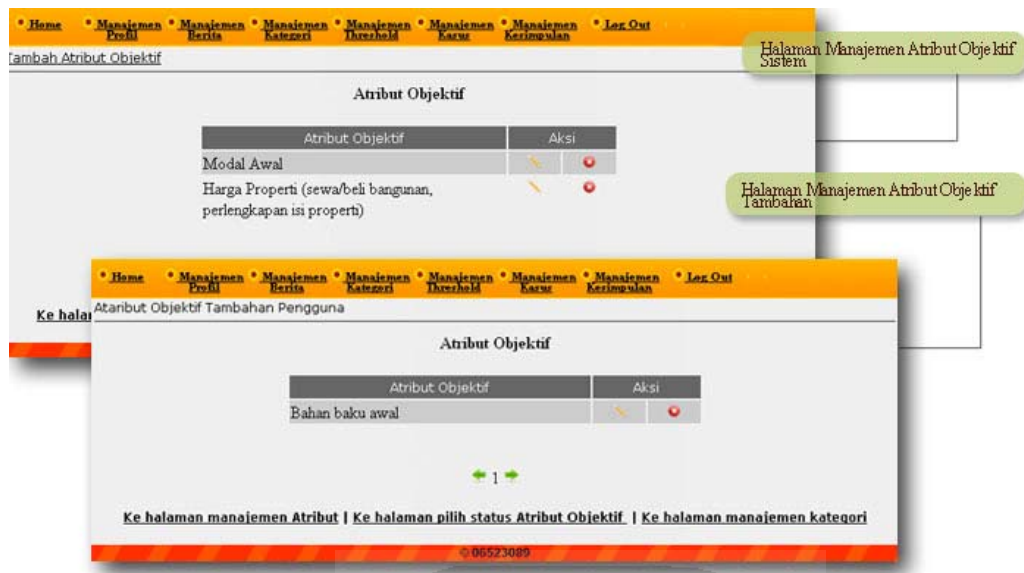 Home Manajemen Profil Manajemen Berita Manajemen Kategori Manajemen Threshold Manajemen Kasus Manajemen Kesimpulan Log Out
Tambah Atribut Objektif
Halaman Manajemen Atribut Objektif
Sistem
Atribut Objektif
Atribut Objektif Aksi
Modal Awal
Harga Properti (sewa/beli bangunan,
perlengkapan isi properti)
Halaman Manajemen Atribut Objektif
Tambahan
Ke hala
Home Manajemen Profil Manajemen Berita Manajemen Kategori Manajemen Threshold Manajemen Kasus Manajemen Kesimpulan Log Out
Ataribut Objektif Tambahan Pengguna
Atribut Objektif
Atribut Objektif Aksi
Bahan baku awal
1
Ke halaman manajemen Atribut | Ke halaman pilih status Atribut Objektif | Ke halaman manajemen kategori
© 06523089